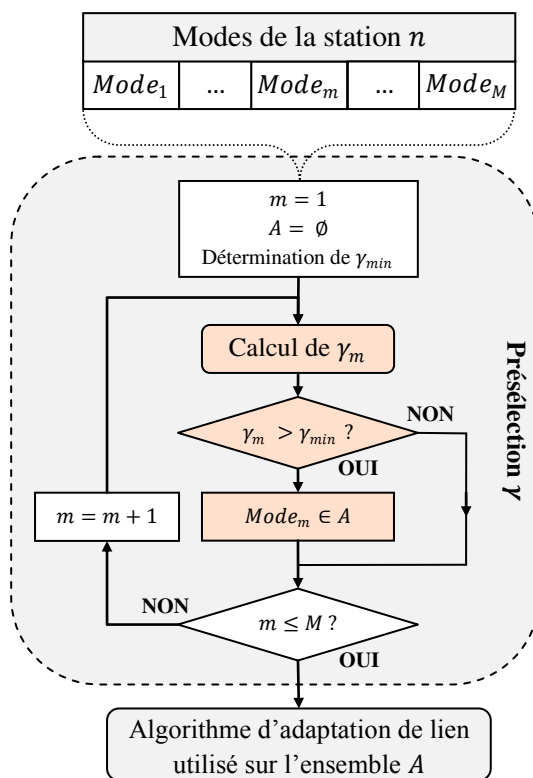 Modes de la station n
Mode₁ ... Modeₘ ... Mode_M
m = 1
A = ∅
Détermination de γ_min
Calcul de γₘ
γₘ > γ_min ?
NON
OUI
m = m + 1
Modeₘ ∈ A
Présélection γ
NON
m ≤ M ?
OUI
Algorithme d'adaptation de lien
utilisé sur l'ensemble A